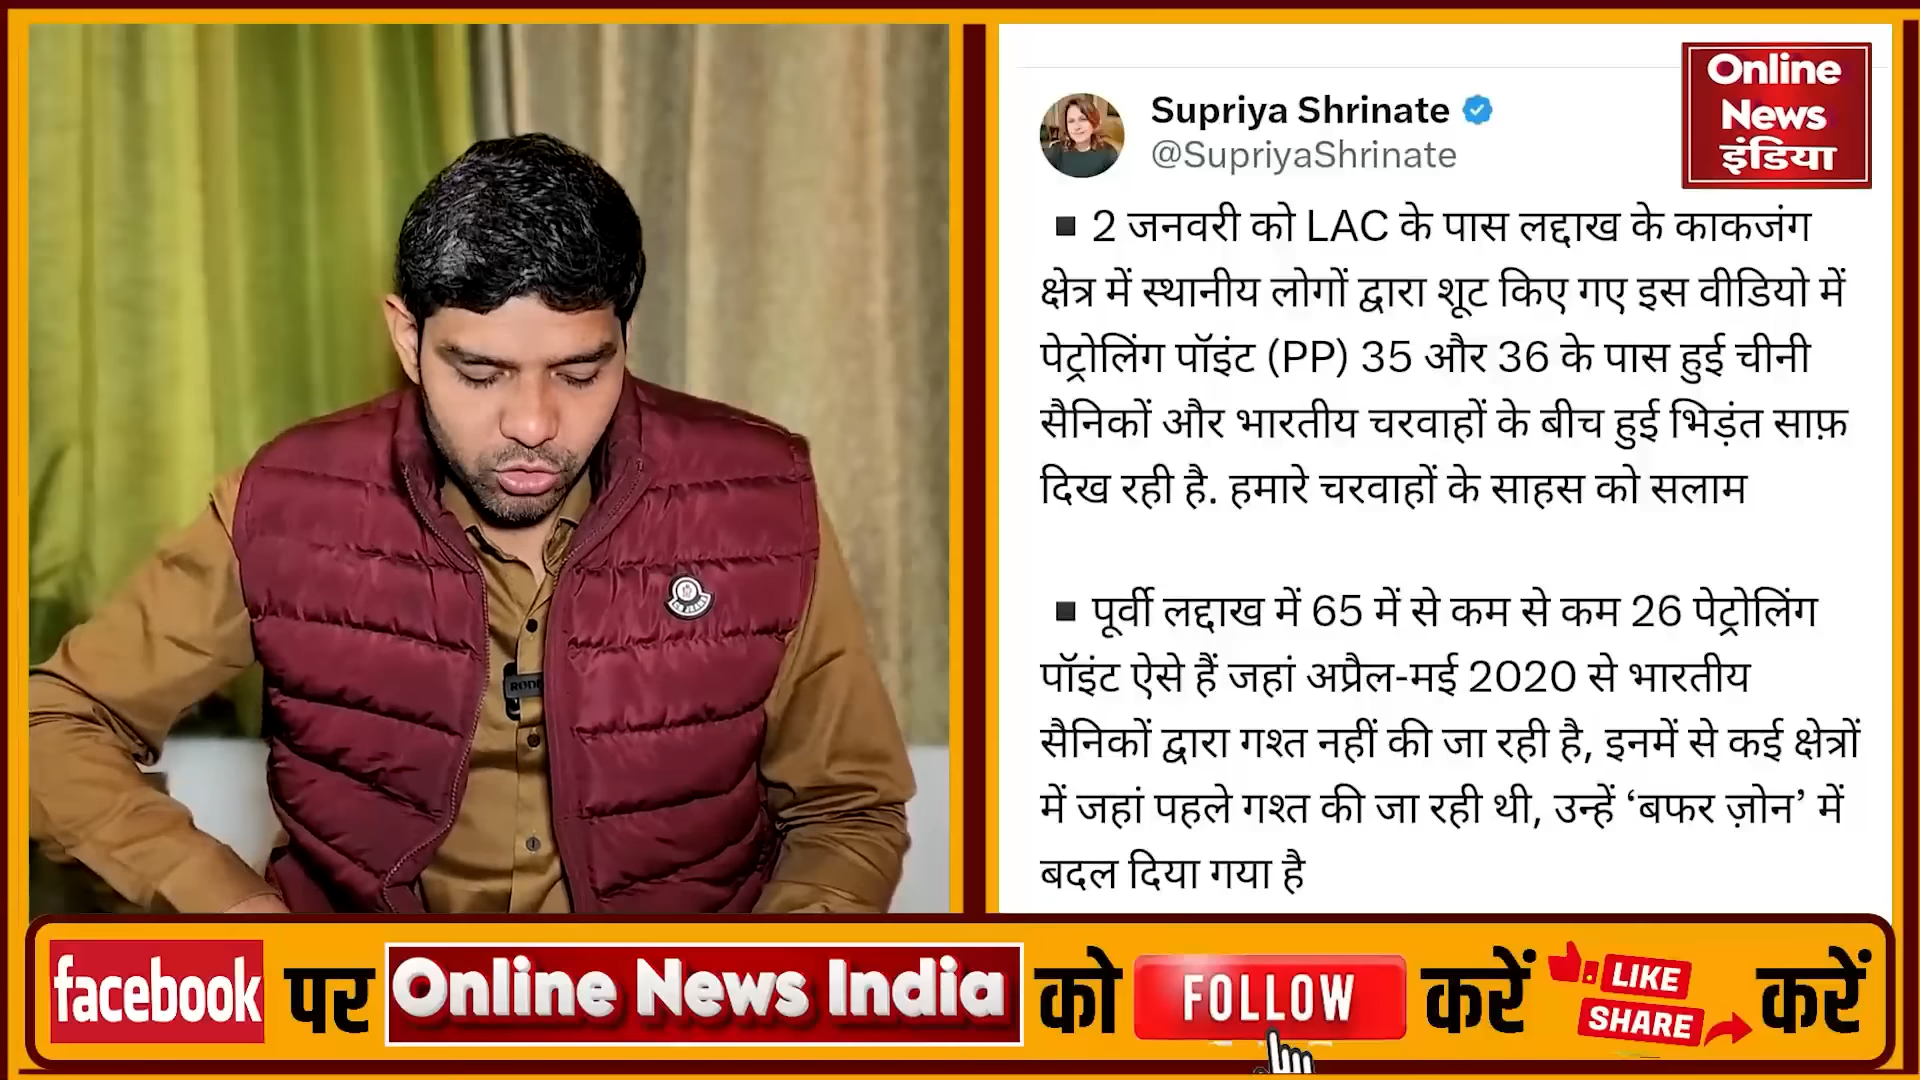 Supriya Shrinate
@SupriyaShrinate
Online
News
इंडिया
▪ 2 जनवरी को LAC के पास लद्दाख के काकजंग
क्षेत्र में स्थानीय लोगों द्वारा शूट किए गए इस वीडियो में
पेट्रोलिंग पॉइंट (PP) 35 और 36 के पास हुई चीनी
सैनिकों और भारतीय चरवाहों के बीच हुई भिड़ंत साफ़
दिख रही है. हमारे चरवाहों के साहस को सलाम
▪ पूर्वी लद्दाख में 65 में से कम से कम 26 पेट्रोलिंग
पॉइंट ऐसे हैं जहां अप्रैल-मई 2020 से भारतीय
सैनिकों द्वारा गश्त नहीं की जा रही है, इनमें से कई क्षेत्रों
में जहां पहले गश्त की जा रही थी, उन्हें ‘बफर ज़ोन’ में
बदल दिया गया है
facebook पर Online News India को FOLLOW करें LIKE SHARE करें